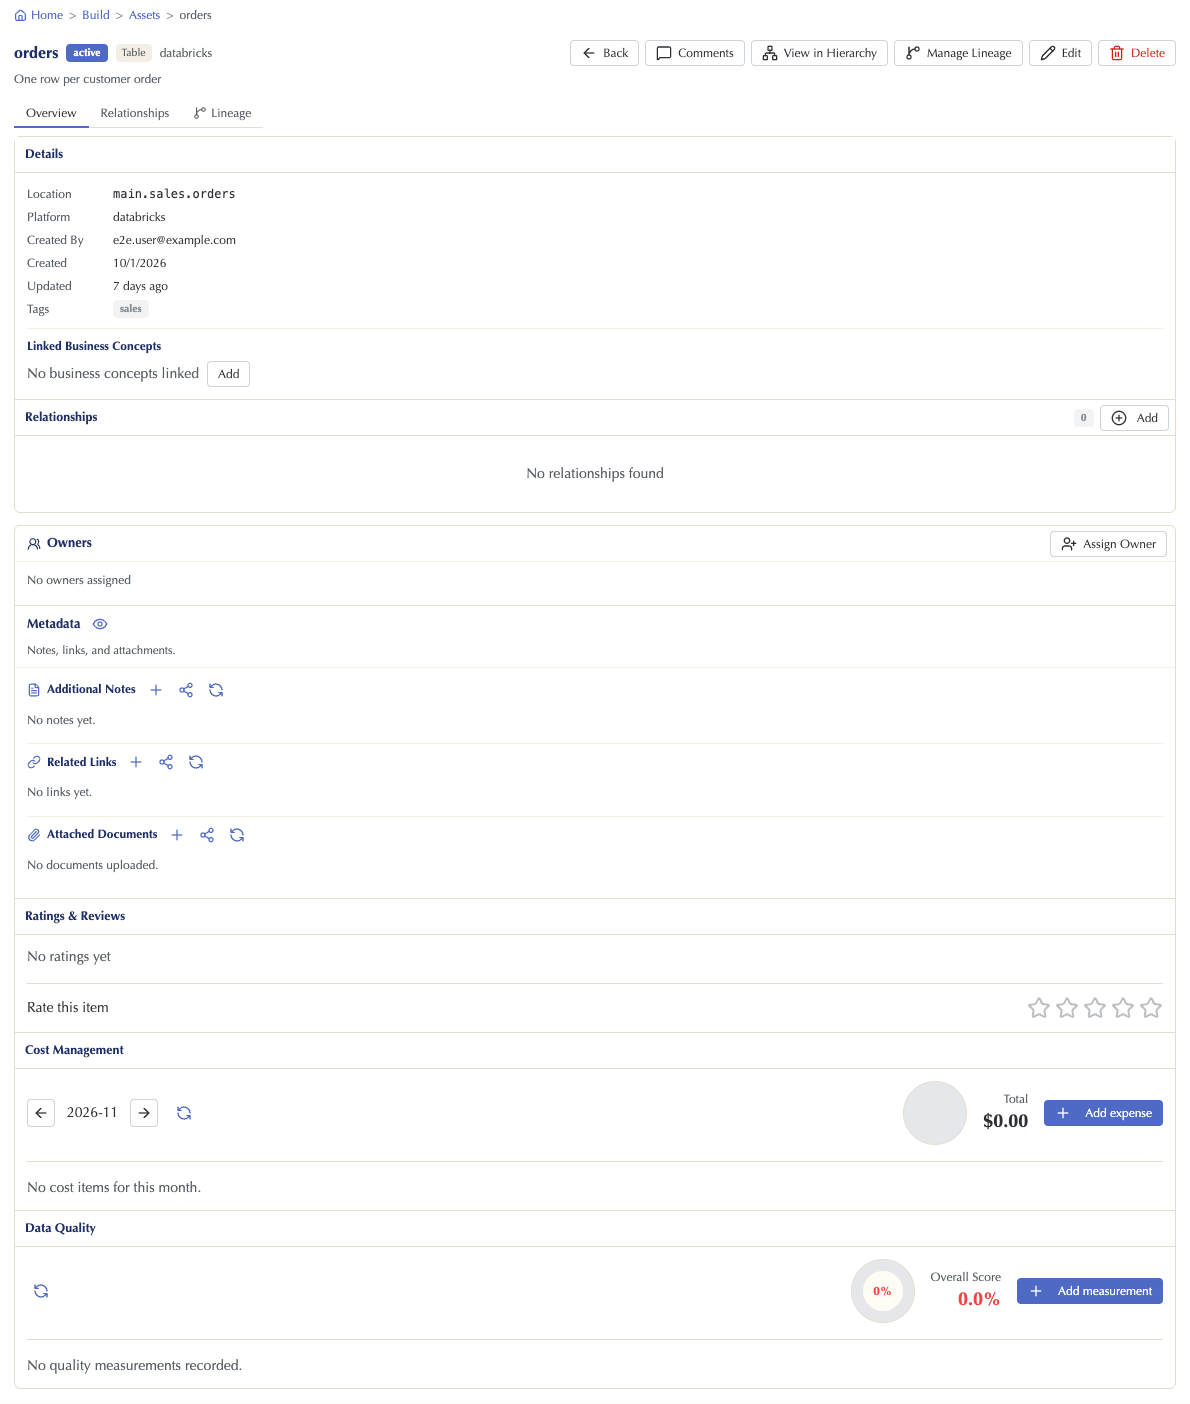 Home > Build > Assets > orders
orders active Table databricks
Back Comments View in Hierarchy Manage Lineage Edit Delete
One row per customer order
Overview Relationships Lineage
Details
Location main.sales.orders
Platform databricks
Created By e2e.user@example.com
Created 10/1/2026
Updated 7 days ago
Tags sales
Linked Business Concepts
No business concepts linked Add
Relationships 0 Add
No relationships found
Owners Assign Owner
No owners assigned
Metadata
Notes, links, and attachments.
Additional Notes
No notes yet.
Related Links
No links yet.
Attached Documents
No documents uploaded.
Ratings & Reviews
No ratings yet
Rate this item
Cost Management
2026-11
Total
$0.00
Add expense
No cost items for this month.
Data Quality
0%
Overall Score
0.0%
Add measurement
No quality measurements recorded.